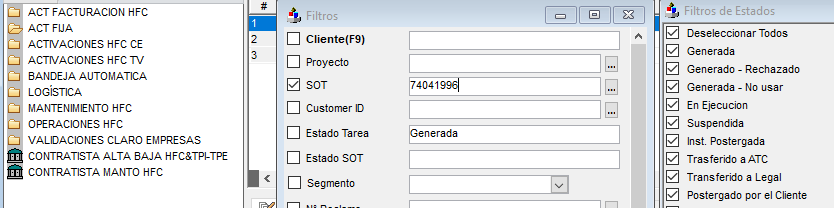 ACT FACTURACION HFC
ACT FIJA
ACTIVACIONES HFC CE
ACTIVACIONES HFC TV
BANDEJA AUTOMATICA
LOGÍSTICA
MANTENIMIENTO HFC
OPERACIONES HFC
VALIDACIONES CLARO EMPRESAS
CONTRATISTA ALTA BAJA HFC&TPI-TPE
CONTRATISTA MANTO HFC
#
1
2
3
Filtros
Cliente(F9)
Proyecto
...
SOT
74041996
...
Customer ID
...
Estado Tarea
Generada
Estado SOT
Segmento
Nº Reclamo
Filtros de Estados
Deseleccionar Todos
Generada
Generado - Rechazado
Generada - No usar
En Ejecucion
Suspendida
Inst. Postergada
Trasferido a ATC
Transferido a Legal
Postergado por el Cliente